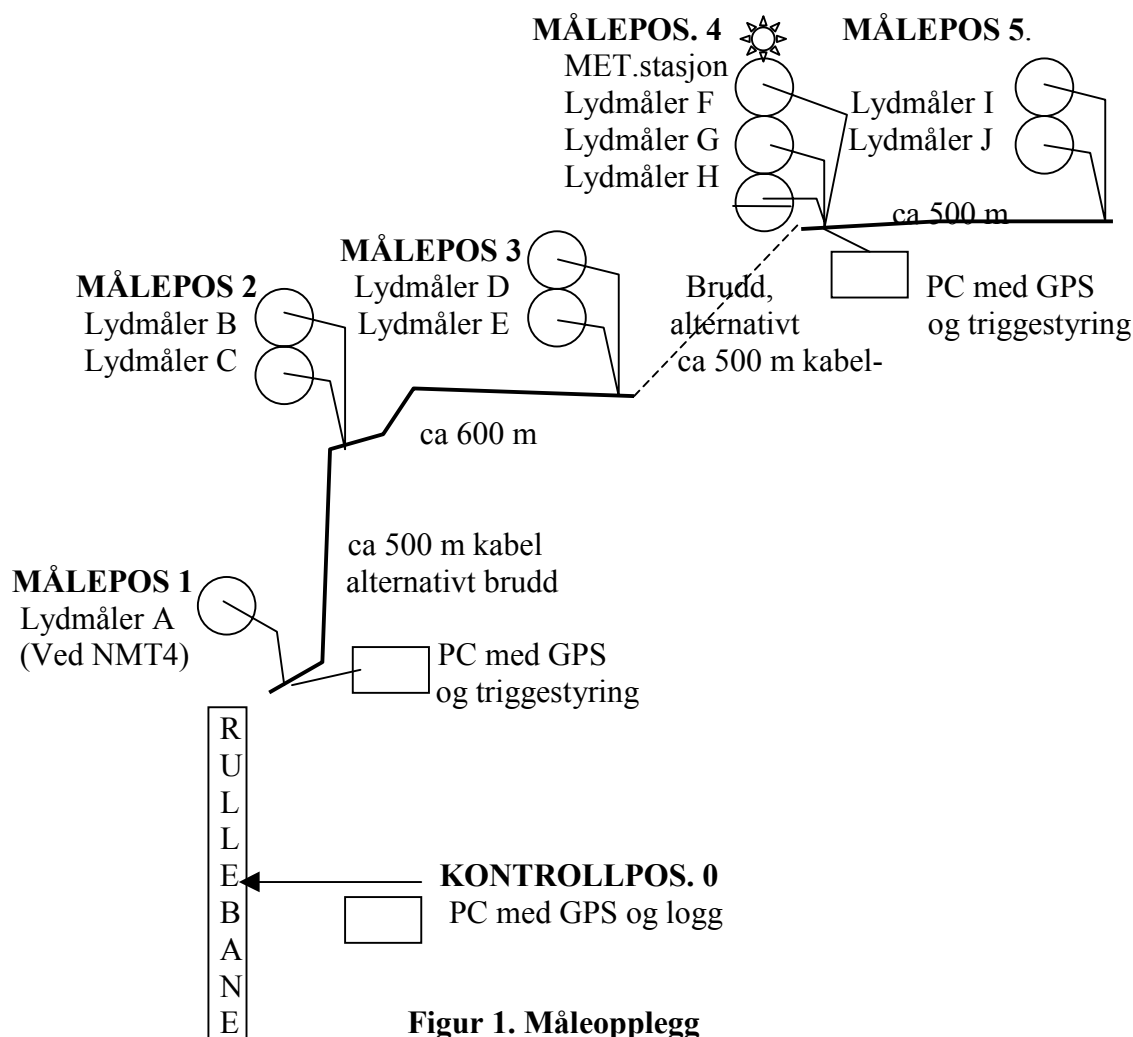 MÅLEPOS. 4
MET.stasjon
Lydmåler F
Lydmåler G
Lydmåler H
MÅLEPOS 5.
Lydmåler I
Lydmåler J
ca 500 m
PC med GPS
og triggestyring
MÅLEPOS 3
Lydmåler D
Lydmåler E
Brudd,
alternativt
ca 500 m kabel-
MÅLEPOS 2
Lydmåler B
Lydmåler C
ca 600 m
ca 500 m kabel
alternativt brudd
MÅLEPOS 1
Lydmåler A
(Ved NMT4)
PC med GPS
og triggestyring
RULLEBANE
KONTROLLPOS. 0
PC med GPS og logg
Figur 1. Måleopplegg